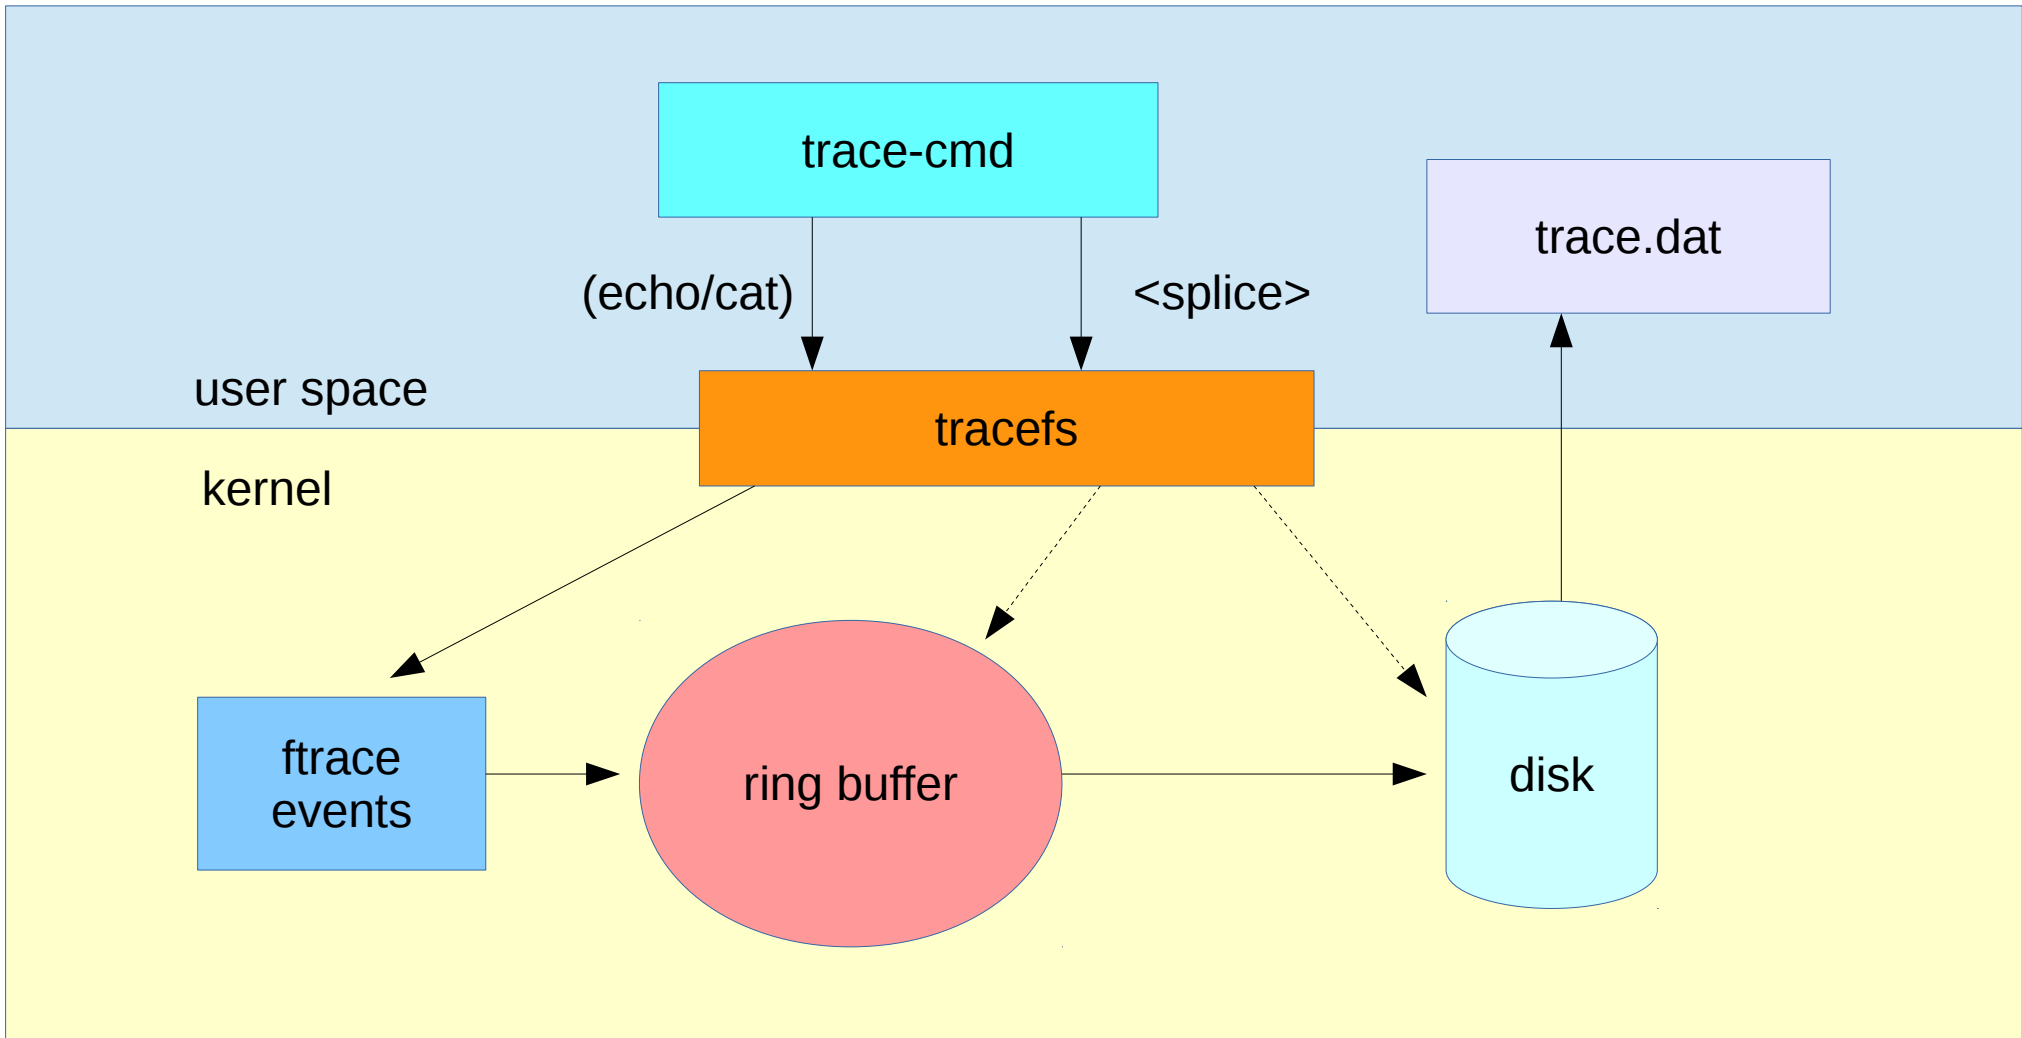 trace-cmd
trace.dat
(echo/cat)
<splice>
user space
tracefs
kernel
ftrace
events
ring buffer
disk